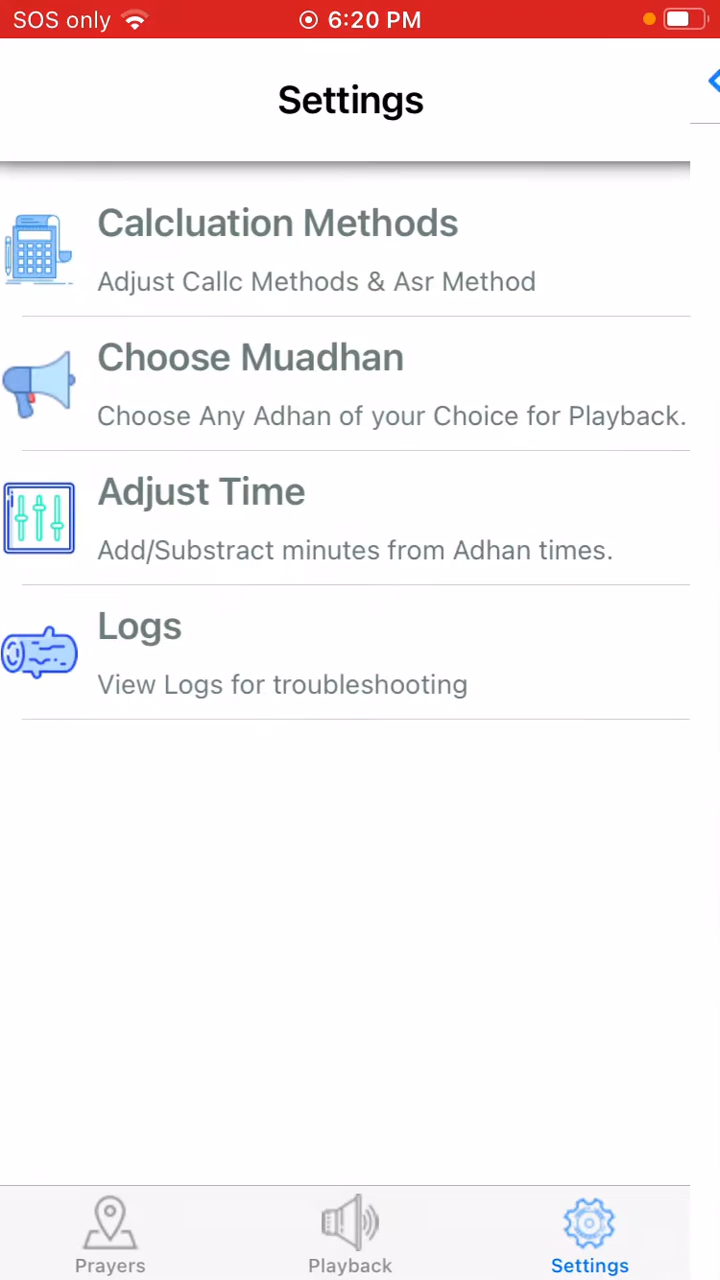 SOS only 6:20 PM
Settings
Calcluation Methods
Adjust Callc Methods & Asr Method
Choose Muadhan
Choose Any Adhan of your Choice for Playback.
Adjust Time
Add/Substract minutes from Adhan times.
Logs
View Logs for troubleshooting
Prayers Playback Settings